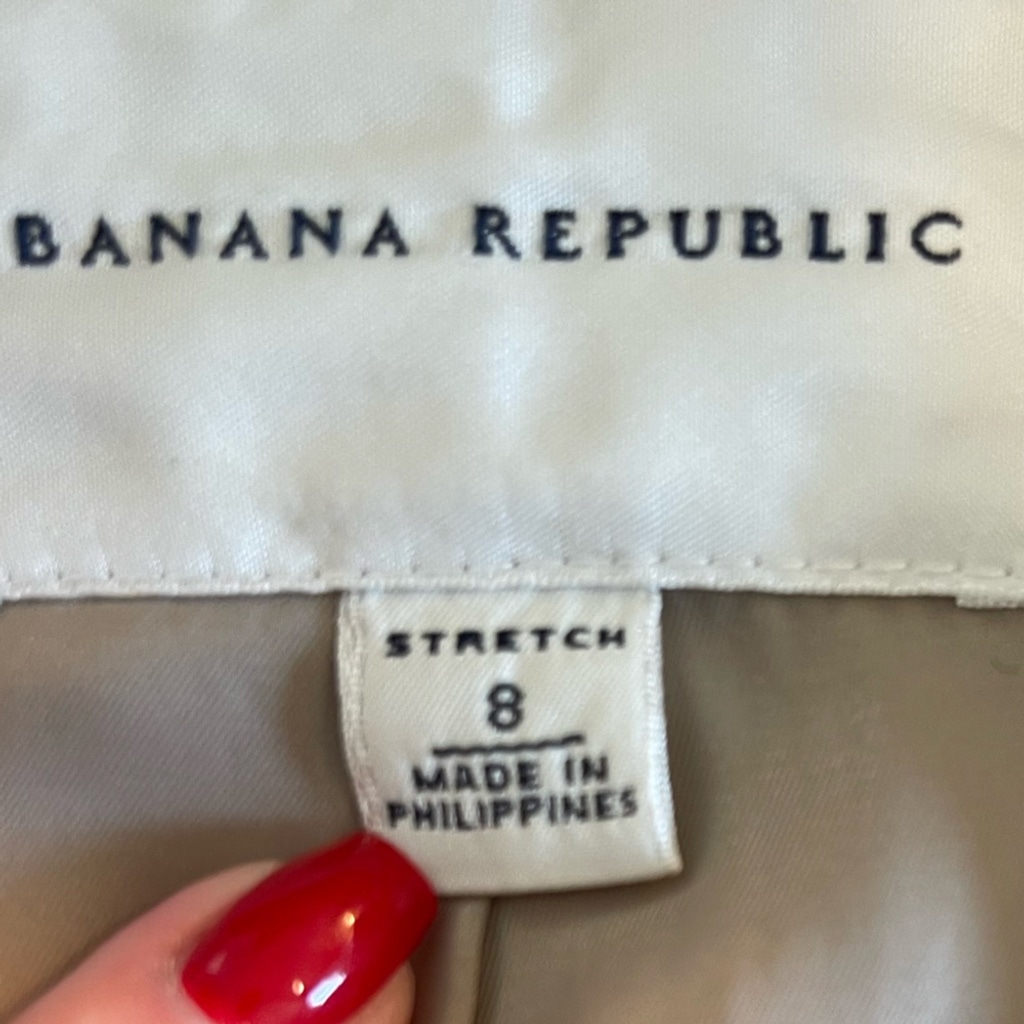 BANANA REPUBLIC
STRETCH
8
MADE IN
PHILIPPINES